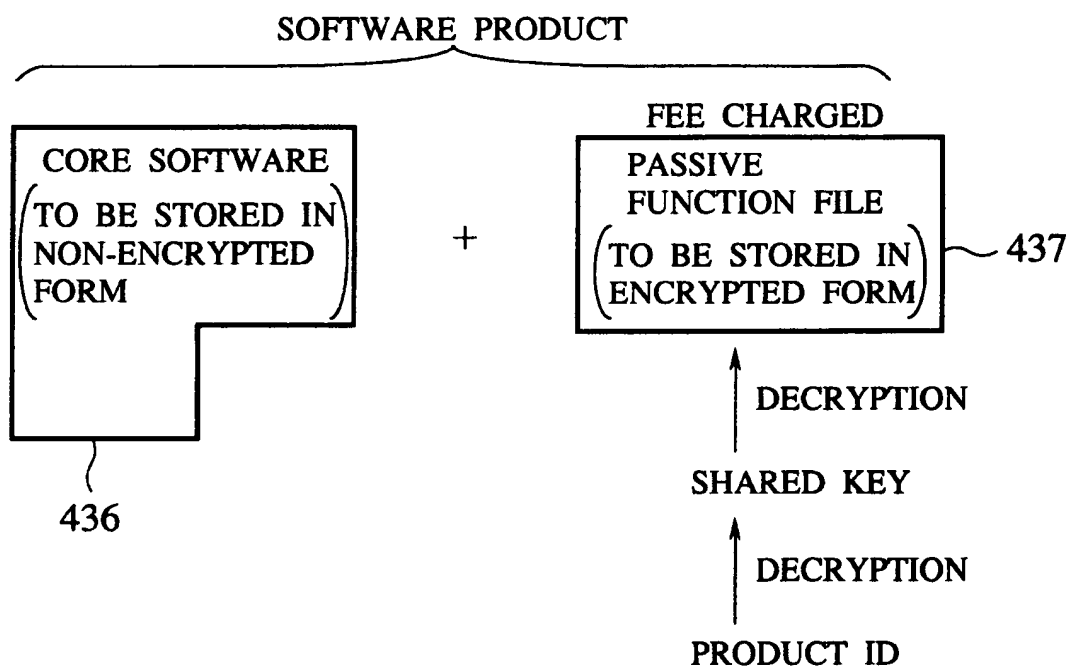 SOFTWARE PRODUCT
CORE SOFTWARE
(TO BE STORED IN
NON-ENCRYPTED
FORM)
436
+
FEE CHARGED
PASSIVE
FUNCTION FILE
(TO BE STORED IN
ENCRYPTED FORM)
437
DECRYPTION
SHARED KEY
DECRYPTION
PRODUCT ID